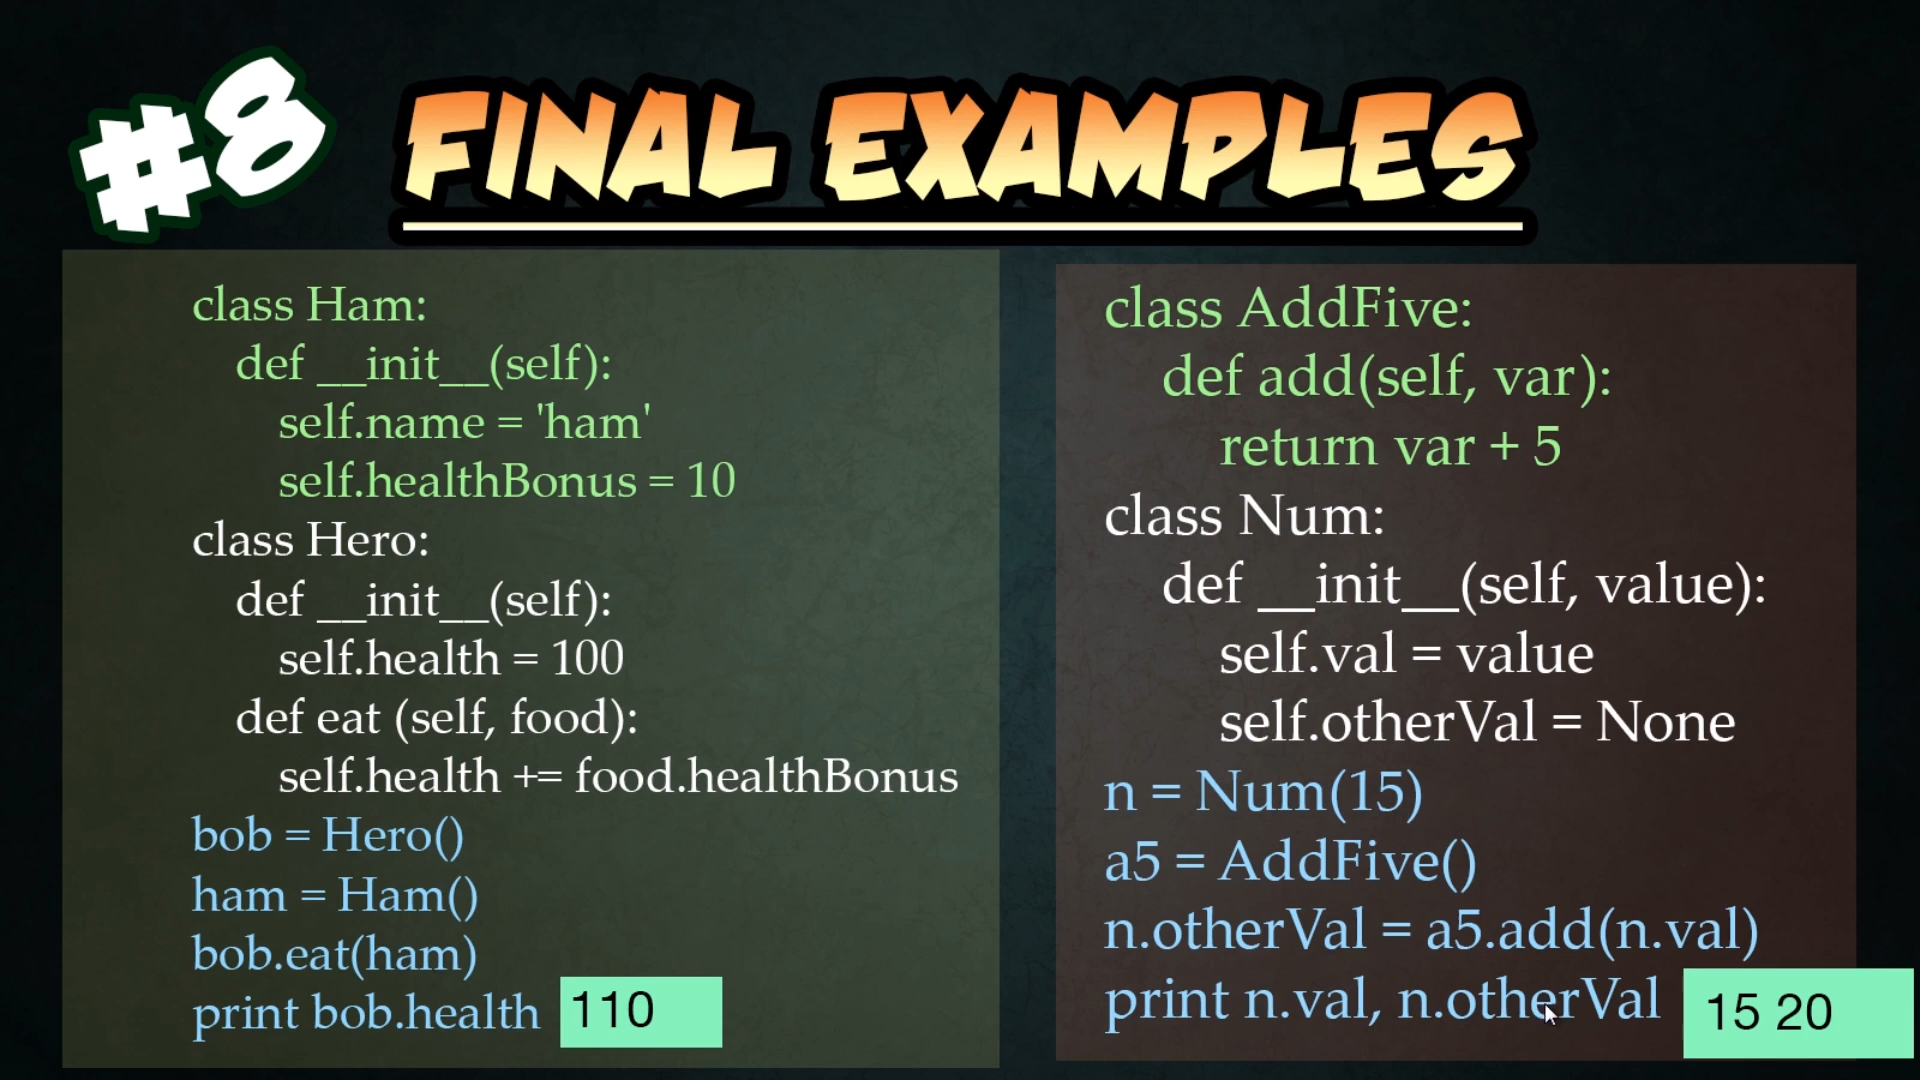 #8 FINAL EXAMPLES
class Ham:
def __init__(self):
self.name = 'ham'
self.healthBonus = 10
class Hero:
def __init__(self):
self.health = 100
def eat (self, food):
self.health += food.healthBonus
bob = Hero()
ham = Ham()
bob.eat(ham)
print bob.health
110
class AddFive:
def add(self, var):
return var + 5
class Num:
def __init__(self, value):
self.val = value
self.otherVal = None
n = Num(15)
a5 = AddFive()
n.otherVal = a5.add(n.val)
print n.val, n.otherVal
15 20